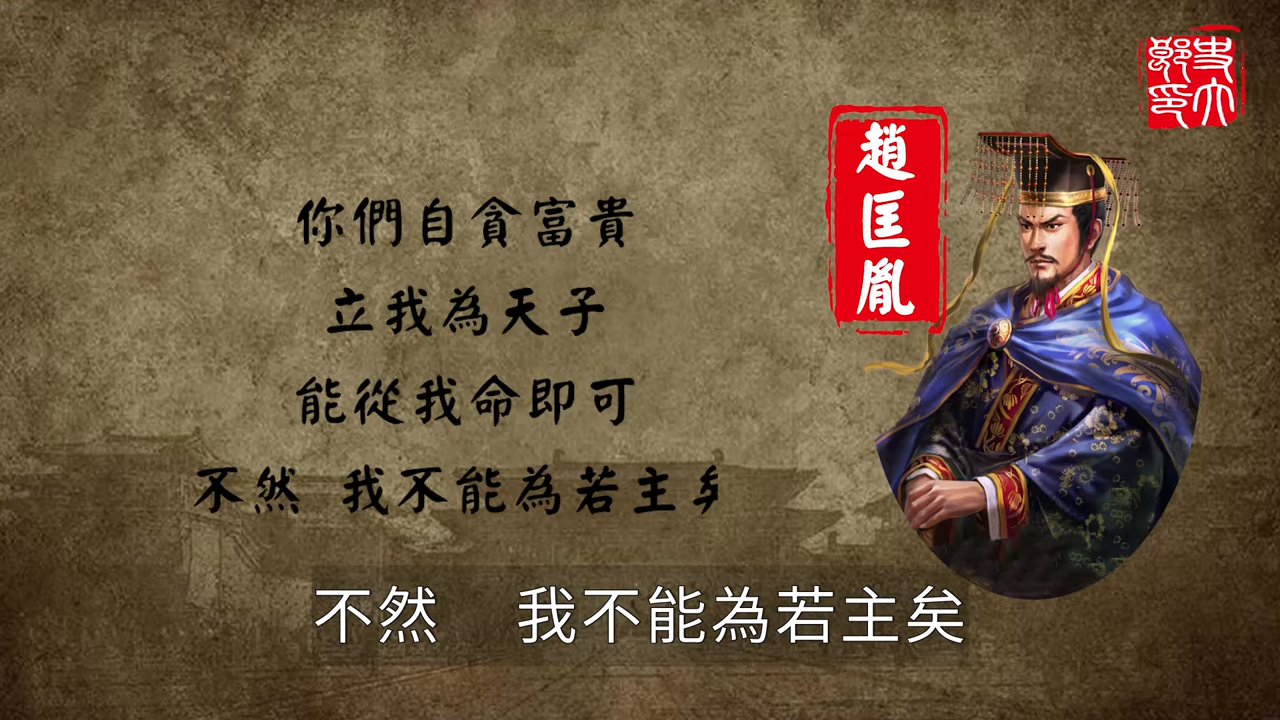 你們自貪富貴
立我為天子
能從我命即可
不然 我不能為若主矣
趙匡胤
不然 我不能為若主矣